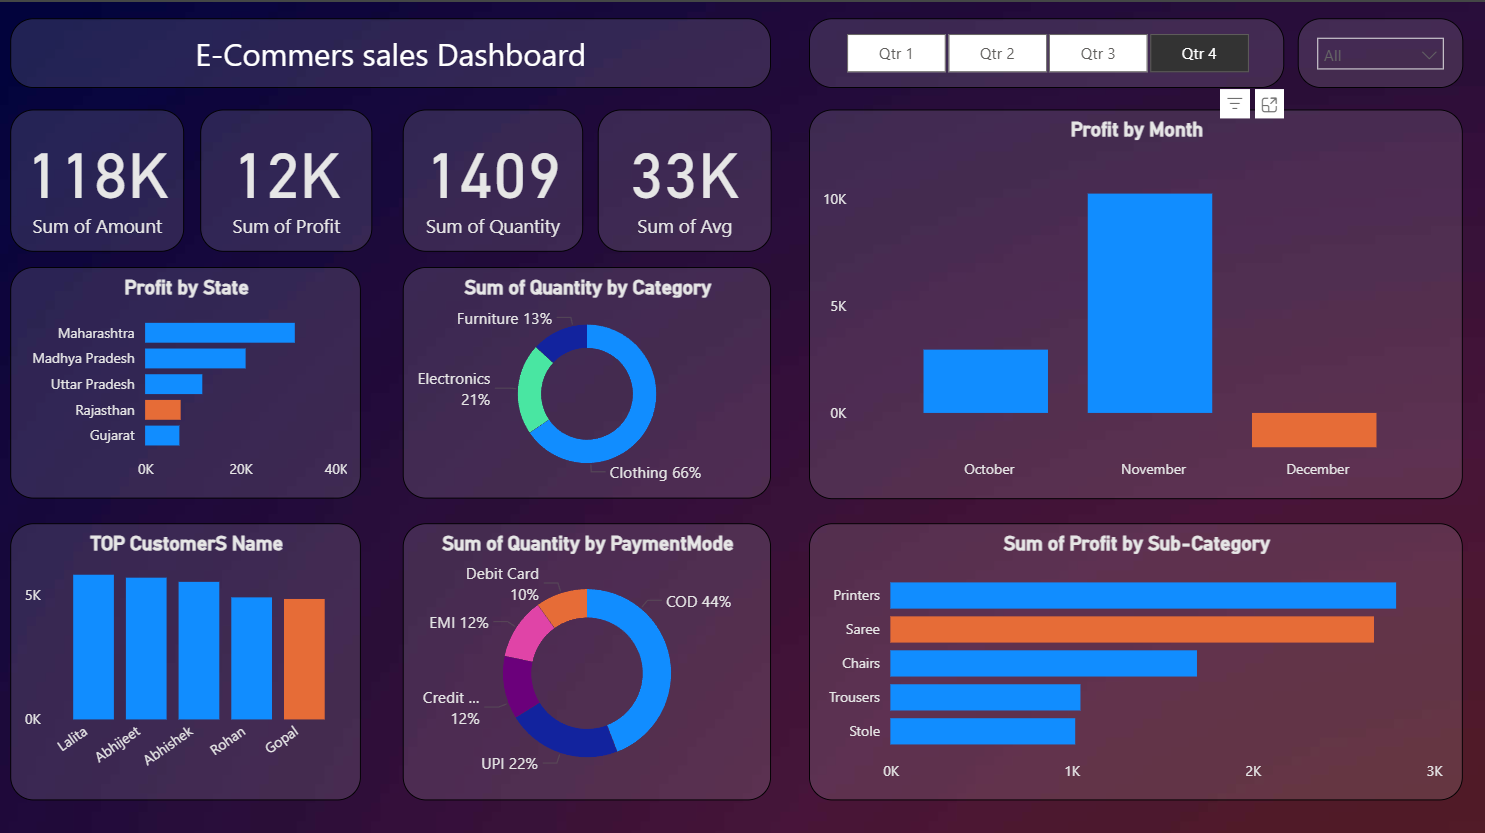 E-Commers sales Dashboard
Qtr 1
Qtr 2
Qtr 3
Qtr 4
All
118K
Sum of Amount
12K
Sum of Profit
1409
Sum of Quantity
33K
Sum of Avg
Profit by Month
10K
5K
0K
October
November
December
Profit by State
Maharashtra
Madhya Pradesh
Uttar Pradesh
Rajasthan
Gujarat
0K
20K
40K
Sum of Quantity by Category
Furniture 13%
Electronics
21%
Clothing 66%
TOP CustomerS Name
5K
0K
Lalita
Abhijeet
Abhishek
Rohan
Gopal
Sum of Quantity by PaymentMode
Debit Card
10%
COD 44%
EMI 12%
Credit ...
12%
UPI 22%
Sum of Profit by Sub-Category
Printers
Saree
Chairs
Trousers
Stole
0K
1K
2K
3K